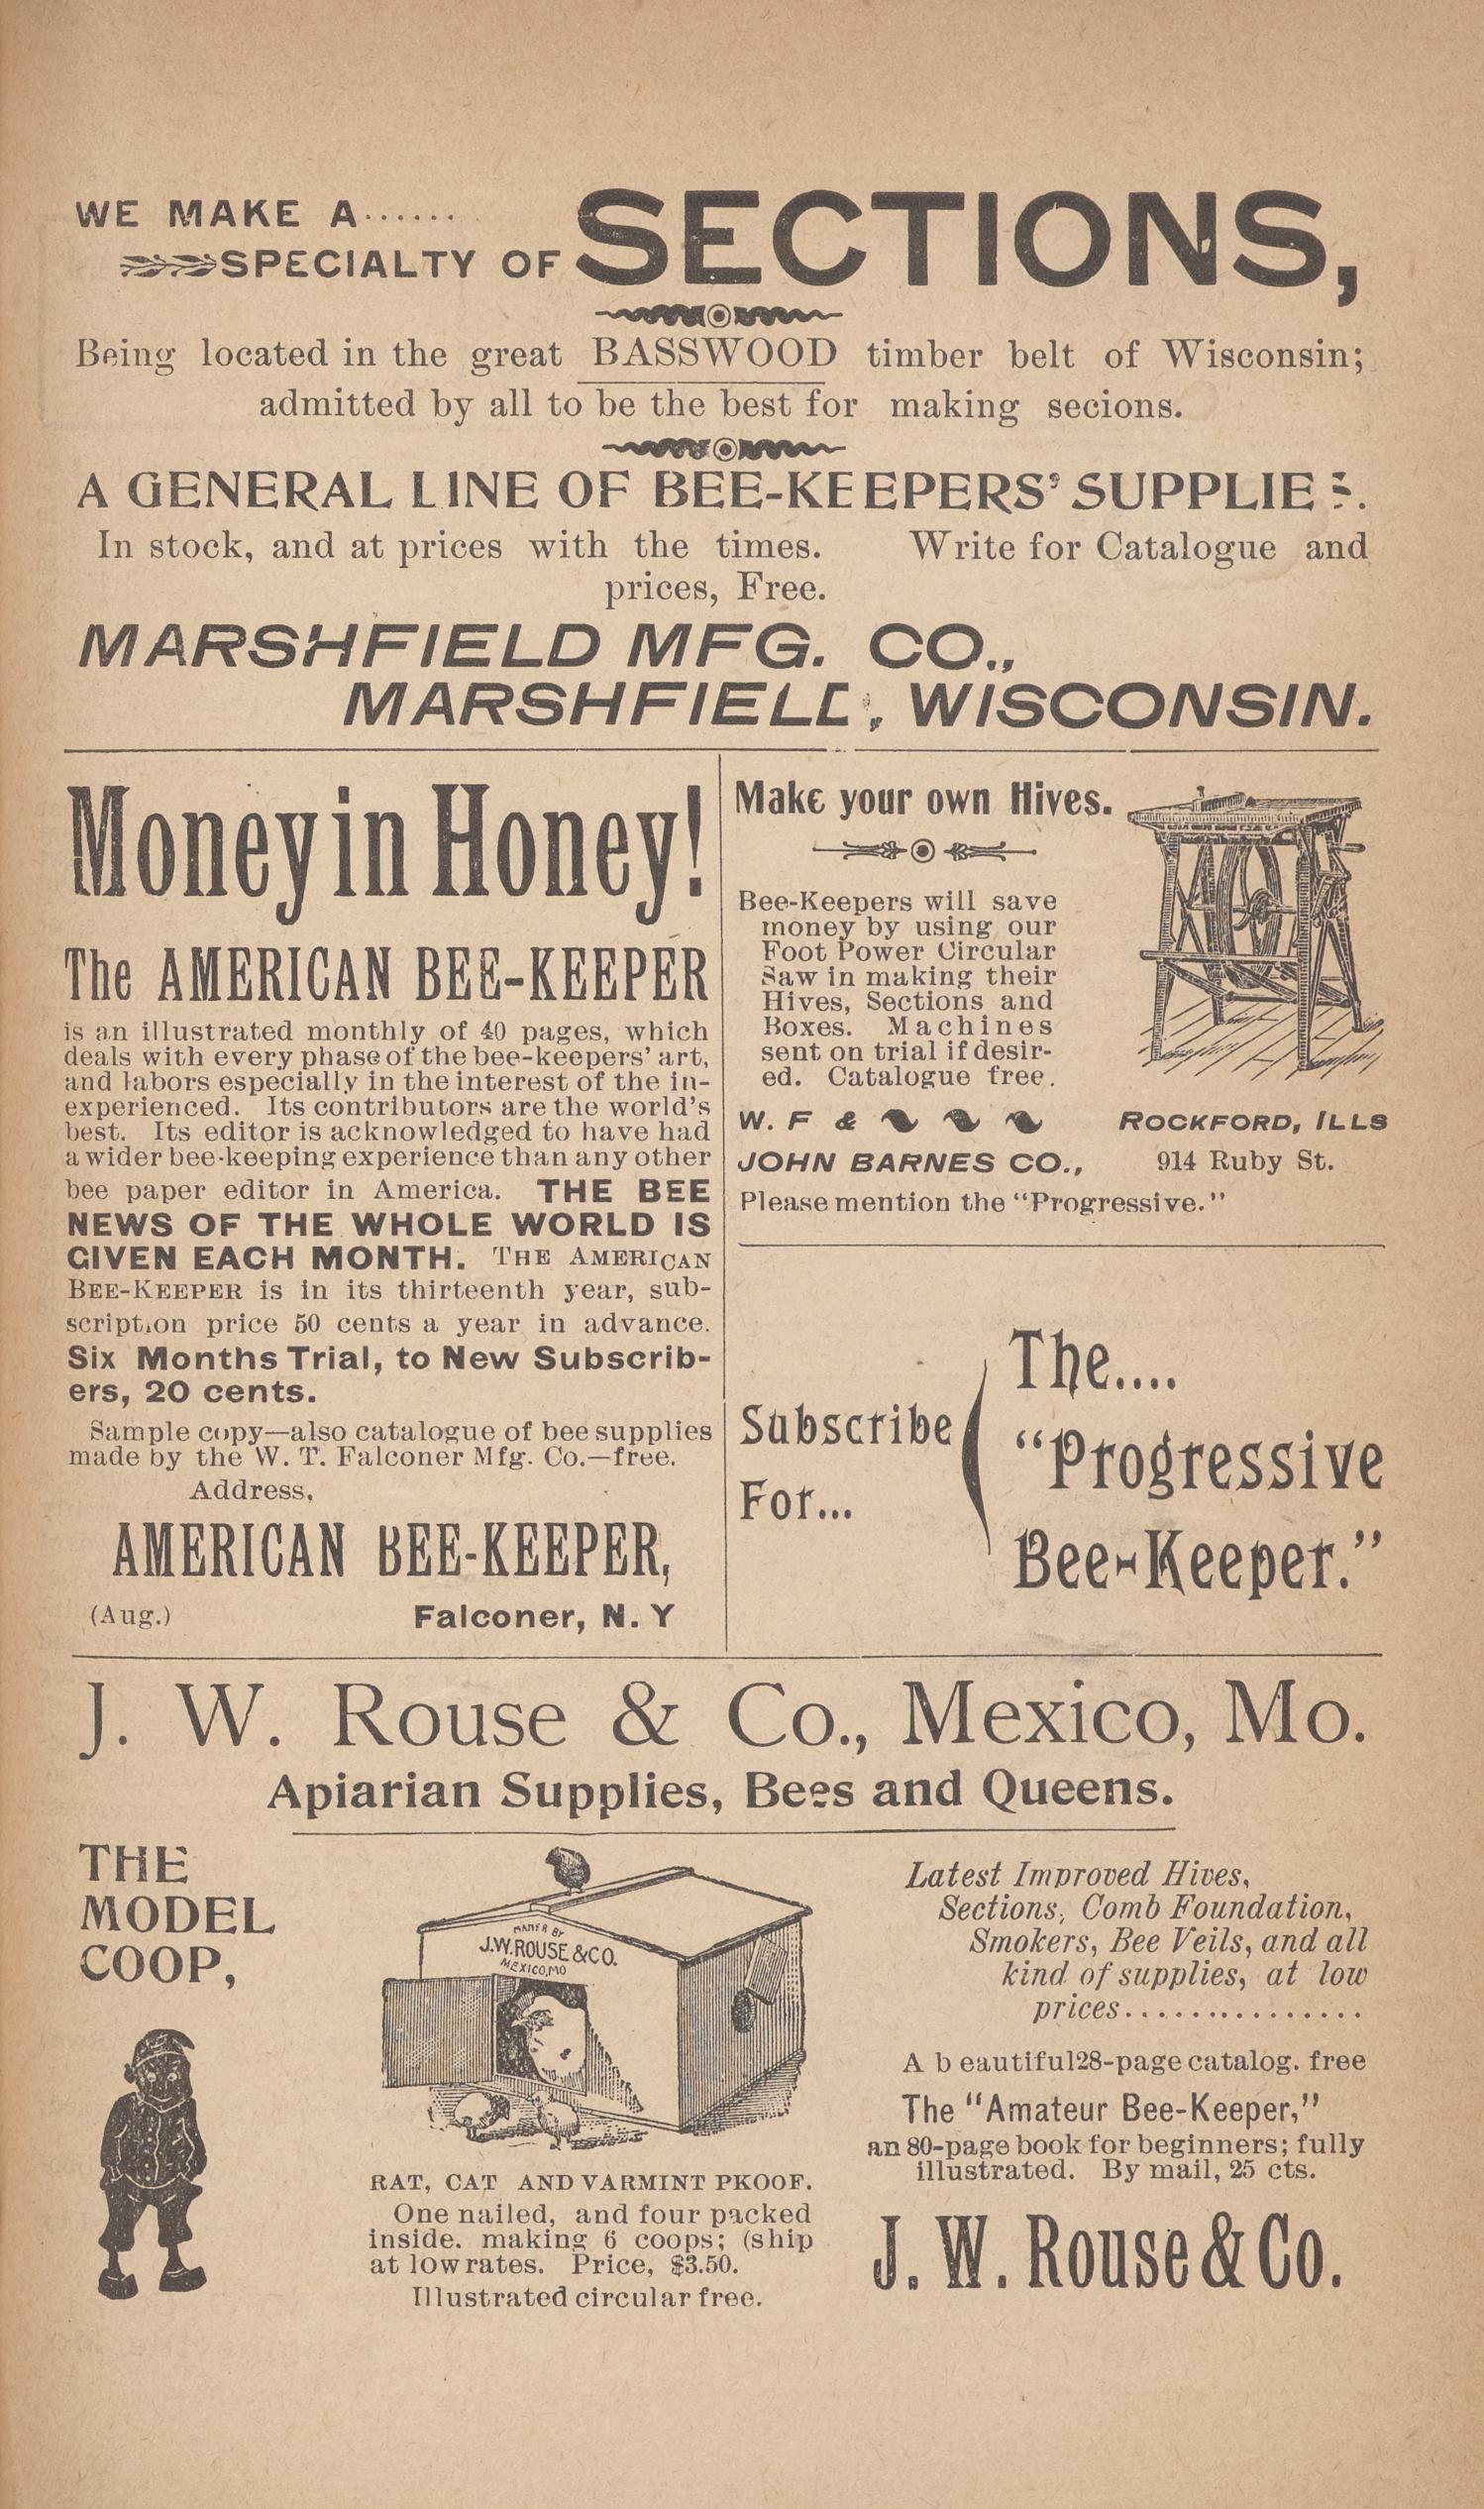 WE MAKE A......
SPECIALTY OF SECTIONS,
Being located in the great BASSWOOD timber belt of Wisconsin;
admitted by all to be the best for making secions.
A GENERAL LINE OF BEE-KEEPERS' SUPPLIES.
In stock, and at prices with the times. Write for Catalogue and
prices, Free.
MARSHFIELD MFG. CO.,
MARSHFIELD, WISCONSIN.
Money in Honey!
The AMERICAN BEE-KEEPER
is an illustrated monthly of 40 pages, which
deals with every phase of the bee-keepers' art,
and labors especially in the interest of the in-
experienced. Its contributors are the world's
best. Its editor is acknowledged to have had
a wider bee-keeping experience than any other
bee paper editor in America. THE BEE
NEWS OF THE WHOLE WORLD IS
GIVEN EACH MONTH. THE AMERICAN
BEE-KEEPER is in its thirteenth year, sub-
scription price 50 cents a year in advance.
Six Months Trial, to New Subscrib-
ers, 20 cents.
Sample copy—also catalogue of bee supplies
made by the W. T. Falconer Mfg. Co.—free.
Address,
AMERICAN BEE-KEEPER,
(Aug.) Falconer, N. Y
Make your own Hives.
Bee-Keepers will save
money by using our
Foot Power Circular
Saw in making their
Hives, Sections and
Boxes. Machines
sent on trial if desir-
ed. Catalogue free.
W. F & ROCKFORD, ILLS
JOHN BARNES CO., 914 Ruby St.
Please mention the "Progressive."
Subscribe
For...
The....
"Progressive
Bee-Keeper."
J. W. Rouse & Co., Mexico, Mo.
Apiarian Supplies, Bees and Queens.
THE
MODEL
COOP,
MANFR BY
J.W.ROUSE & CO.
MEXICO,MO
RAT, CAT AND VARMINT PKOOF.
One nailed, and four packed
inside. making 6 coops; (ship
at low rates. Price, $3.50.
Illustrated circular free.
Latest Improved Hives,
Sections, Comb Foundation,
Smokers, Bee Veils, and all
kind of supplies, at low
prices...............
A b eautiful 28-page catalog. free
The "Amateur Bee-Keeper,"
an 80-page book for beginners; fully
illustrated. By mail, 25 cts.
J. W. Rouse & Co.